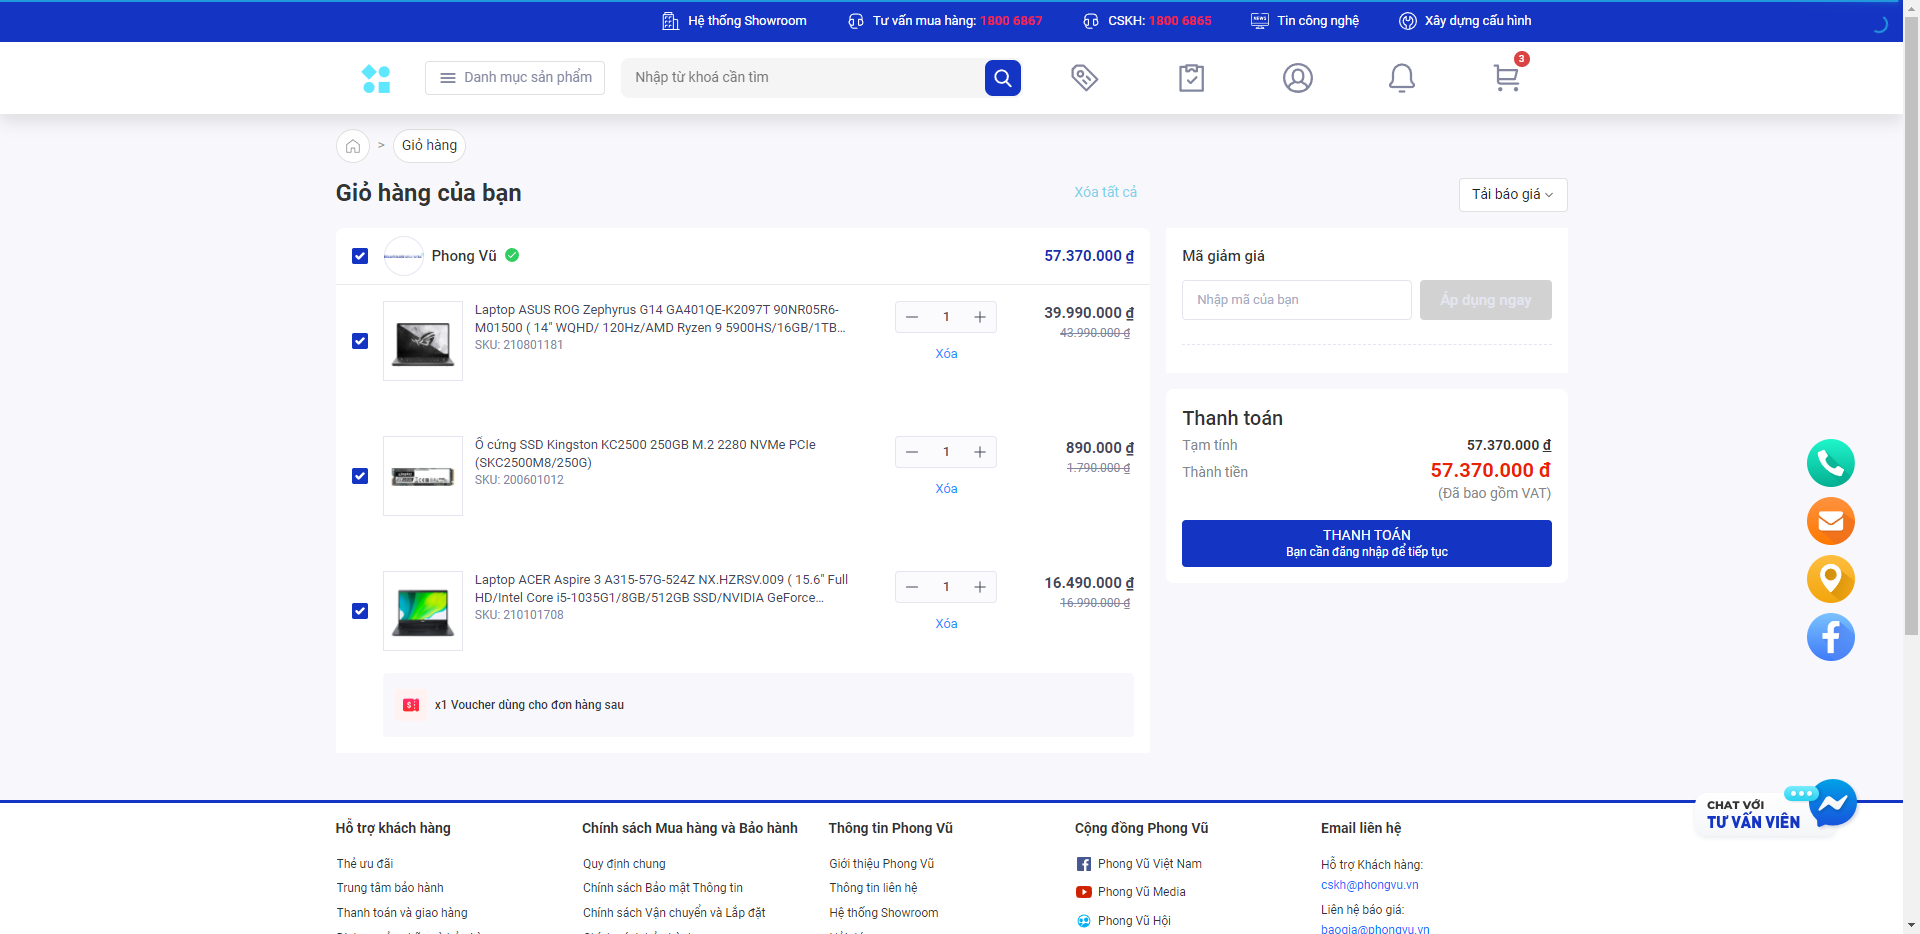 Hệ thống Showroom
Tư vấn mua hàng: 1800 6867
CSKH: 1800 6865
NEWS
Tin công nghệ
Xây dựng cấu hình
Danh mục sản phẩm
Nhập từ khoá cần tìm
3
> Giỏ hàng
Giỏ hàng của bạn
Xóa tất cả
Tải báo giá
Phong Vũ
57.370.000 ₫
Laptop ASUS ROG Zephyrus G14 GA401QE-K2097T 90NR05R6-
M01500 ( 14" WQHD/ 120Hz/AMD Ryzen 9 5900HS/16GB/1TB...
SKU: 210801181
1
Xóa
39.990.000 ₫
43.990.000 ₫
Ổ cứng SSD Kingston KC2500 250GB M.2 2280 NVMe PCIe
(SKC2500M8/250G)
SKU: 200601012
1
Xóa
890.000 ₫
1.790.000 ₫
Laptop ACER Aspire 3 A315-57G-524Z NX.HZRSV.009 ( 15.6" Full
HD/Intel Core i5-1035G1/8GB/512GB SSD/NVIDIA GeForce...
SKU: 210101708
1
Xóa
16.490.000 ₫
16.990.000 ₫
x1 Voucher dùng cho đơn hàng sau
Mã giảm giá
Nhập mã của bạn
Áp dụng ngay
Thanh toán
Tạm tính
57.370.000 ₫
Thành tiền
57.370.000 ₫
(Đã bao gồm VAT)
THANH TOÁN
Bạn cần đăng nhập để tiếp tục
CHAT VỚI
TƯ VẤN VIÊN
Hỗ trợ khách hàng
Thẻ ưu đãi
Trung tâm bảo hành
Thanh toán và giao hàng
Chính sách Mua hàng và Bảo hành
Quy định chung
Chính sách Bảo mật Thông tin
Chính sách Vận chuyển và Lắp đặt
Thông tin Phong Vũ
Giới thiệu Phong Vũ
Thông tin liên hệ
Hệ thống Showroom
Cộng đồng Phong Vũ
Phong Vũ Việt Nam
Phong Vũ Media
Phong Vũ Hội
Email liên hệ
Hỗ trợ Khách hàng:
cskh@phongvu.vn
Liên hệ báo giá:
baogia@phongvu.vn